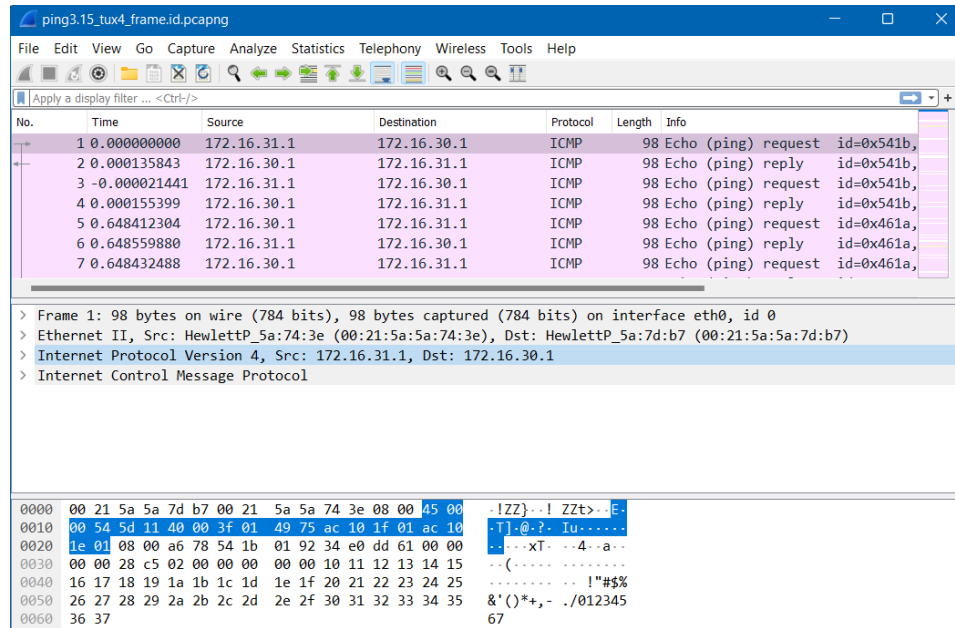 ping3.15_tux4_frame.id.pcapng
File Edit View Go Capture Analyze Statistics Telephony Wireless Tools Help
Apply a display filter ... <Ctrl-/>
No. Time Source Destination Protocol Length Info
1 0.000000000 172.16.31.1 172.16.30.1 ICMP 98 Echo (ping) request id=0x541b,
2 0.000135843 172.16.30.1 172.16.31.1 ICMP 98 Echo (ping) reply id=0x541b,
3 -0.000021441 172.16.31.1 172.16.30.1 ICMP 98 Echo (ping) request id=0x541b,
4 0.000155399 172.16.30.1 172.16.31.1 ICMP 98 Echo (ping) reply id=0x541b,
5 0.648412304 172.16.30.1 172.16.31.1 ICMP 98 Echo (ping) request id=0x461a,
6 0.648559880 172.16.31.1 172.16.30.1 ICMP 98 Echo (ping) reply id=0x461a,
7 0.648432488 172.16.30.1 172.16.31.1 ICMP 98 Echo (ping) request id=0x461a,
> Frame 1: 98 bytes on wire (784 bits), 98 bytes captured (784 bits) on interface eth0, id 0
> Ethernet II, Src: HewlettP_5a:74:3e (00:21:5a:5a:74:3e), Dst: HewlettP_5a:7d:b7 (00:21:5a:5a:7d:b7)
> Internet Protocol Version 4, Src: 172.16.31.1, Dst: 172.16.30.1
> Internet Control Message Protocol
0000 00 21 5a 5a 7d b7 00 21 5a 5a 74 3e 08 00 45 00 ·!ZZ}··! ZZt>··E·
0010 00 54 5d 11 40 00 3f 01 49 75 ac 10 1f 01 ac 10 ·T]·@·?· Iu······
0020 1e 01 08 00 a6 78 54 1b 01 92 34 e0 dd 61 00 00 ·····xT· ··4··a··
0030 00 00 28 c5 02 00 00 00 00 00 10 11 12 13 14 15 ··(····· ········
0040 16 17 18 19 1a 1b 1c 1d 1e 1f 20 21 22 23 24 25 ········ ·· !"#$%
0050 26 27 28 29 2a 2b 2c 2d 2e 2f 30 31 32 33 34 35 &'()*+,- ./012345
0060 36 37 67